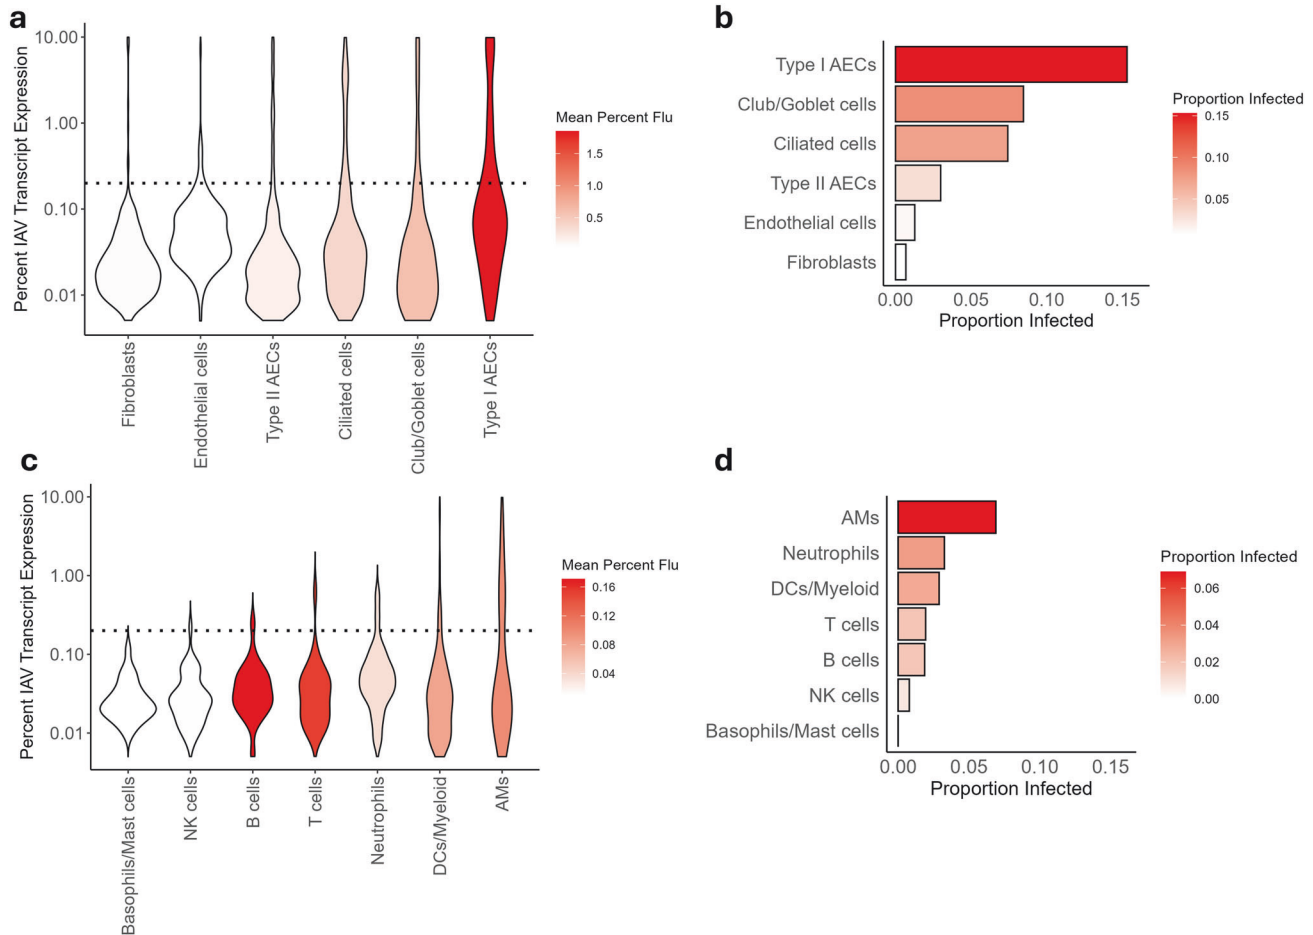 a
Percent IAV Transcript Expression
10.00
1.00
0.10
0.01
Fibroblasts
Endothelial cells
Type II AECs
Ciliated cells
Club/Goblet cells
Type I AECs
Mean Percent Flu
1.5
1.0
0.5
b
Type I AECs
Club/Goblet cells
Ciliated cells
Type II AECs
Endothelial cells
Fibroblasts
0.00 0.05 0.10 0.15
Proportion Infected
Proportion Infected
0.15
0.10
0.05
c
Percent IAV Transcript Expression
10.00
1.00
0.10
0.01
Basophils/Mast cells
NK cells
B cells
T cells
Neutrophils
DCs/Myeloid
AMs
Mean Percent Flu
0.16
0.12
0.08
0.04
d
AMs
Neutrophils
DCs/Myeloid
T cells
B cells
NK cells
Basophils/Mast cells
0.00 0.05 0.10 0.15
Proportion Infected
Proportion Infected
0.06
0.04
0.02
0.00